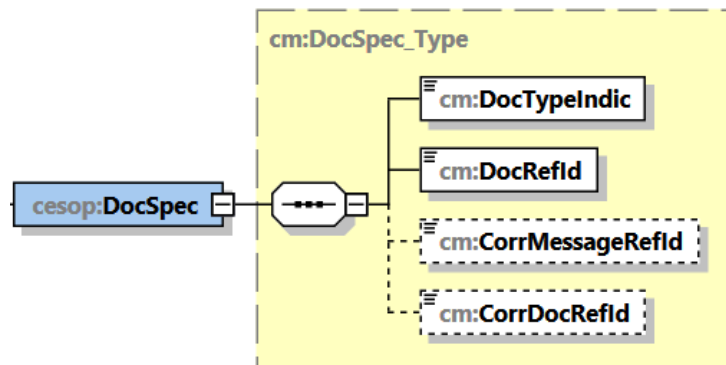 cm:DocSpec_Type
cm:DocTypeIndic
cm:DocRefId
cesop:DocSpec
cm:CorrMessageRefId
cm:CorrDocRefId